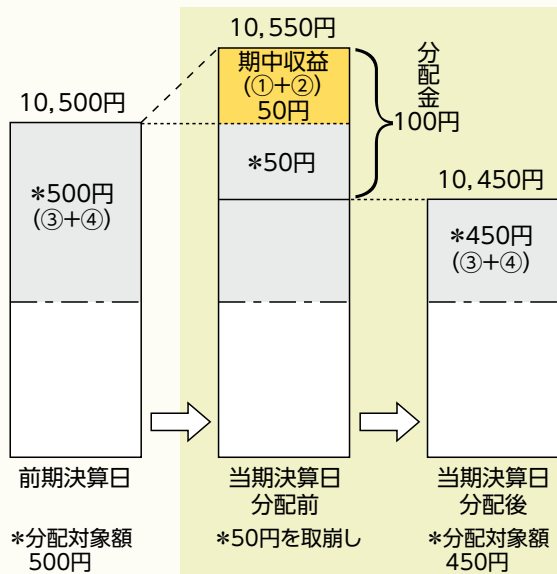 10,550円
期中収益
(①+②)
50円
分配金
100円
10,500円
*50円
10,450円
*500円
(③+④)
*450円
(③+④)
前期決算日
当期決算日
分配前
当期決算日
分配後
*分配対象額
500円
*50円を取崩し
*分配対象額
450円